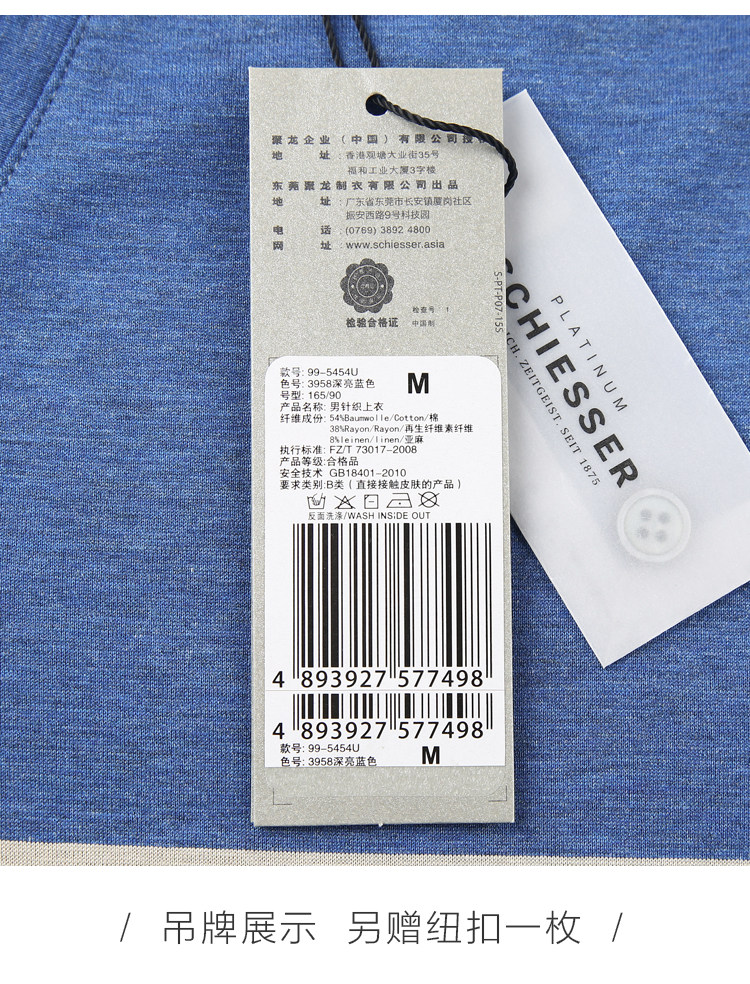 聚龙企业（中国）有限公司授权
地 址：香港观塘大业街35号
福和工业大厦3字楼
东莞聚龙制衣有限公司出品
地 址：广东省东莞市长安镇厦岗社区
振安西路9号科技园
电 话：(0769) 3892 4800
网 址：www.schiesser.asia
检验合格证
检查号 1
中国制
S-PT-P07-15S
款号: 99-5454U
色号: 3958深亮蓝色
M
号型: 165/90
产品名称: 男针织上衣
纤维成份: 54%Baumwolle/Cotton/棉
38%Rayon/Rayon/再生纤维素纤维
8%leinen/linen/亚麻
执行标准: FZ/T 73017-2008
产品等级:合格品
安全技术: GB18401-2010
要求类别:B类（直接接触皮肤的产品）
反面洗涤/WASH INSIDE OUT
4 893927 577498
4 893927 577498
款号: 99-5454U
色号: 3958深亮蓝色
M
PLATINUM
SCHIESSER
ICH. ZEITGEIST. SEIT 1875
/ 吊牌展示 另赠纽扣一枚 /